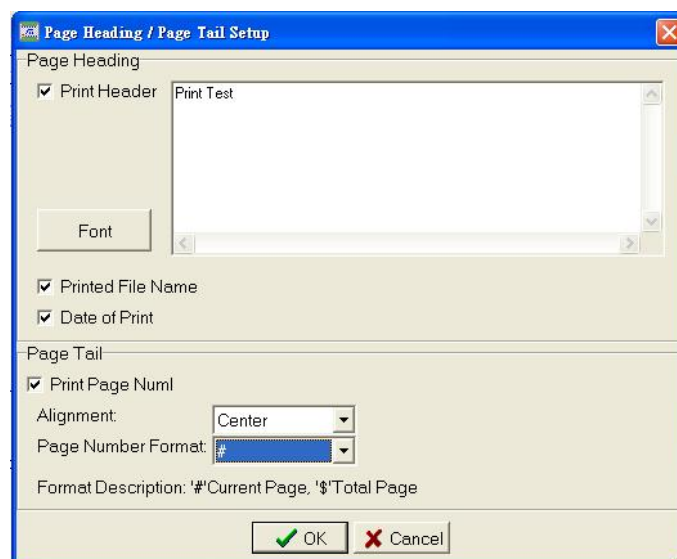 Page Heading / Page Tail Setup
Page Heading
Print Header
Print Test
Font
Printed File Name
Date of Print
Page Tail
Print Page Numl
Alignment: Center
Page Number Format: #
Format Description: '#'Current Page, '$'Total Page
OK Cancel